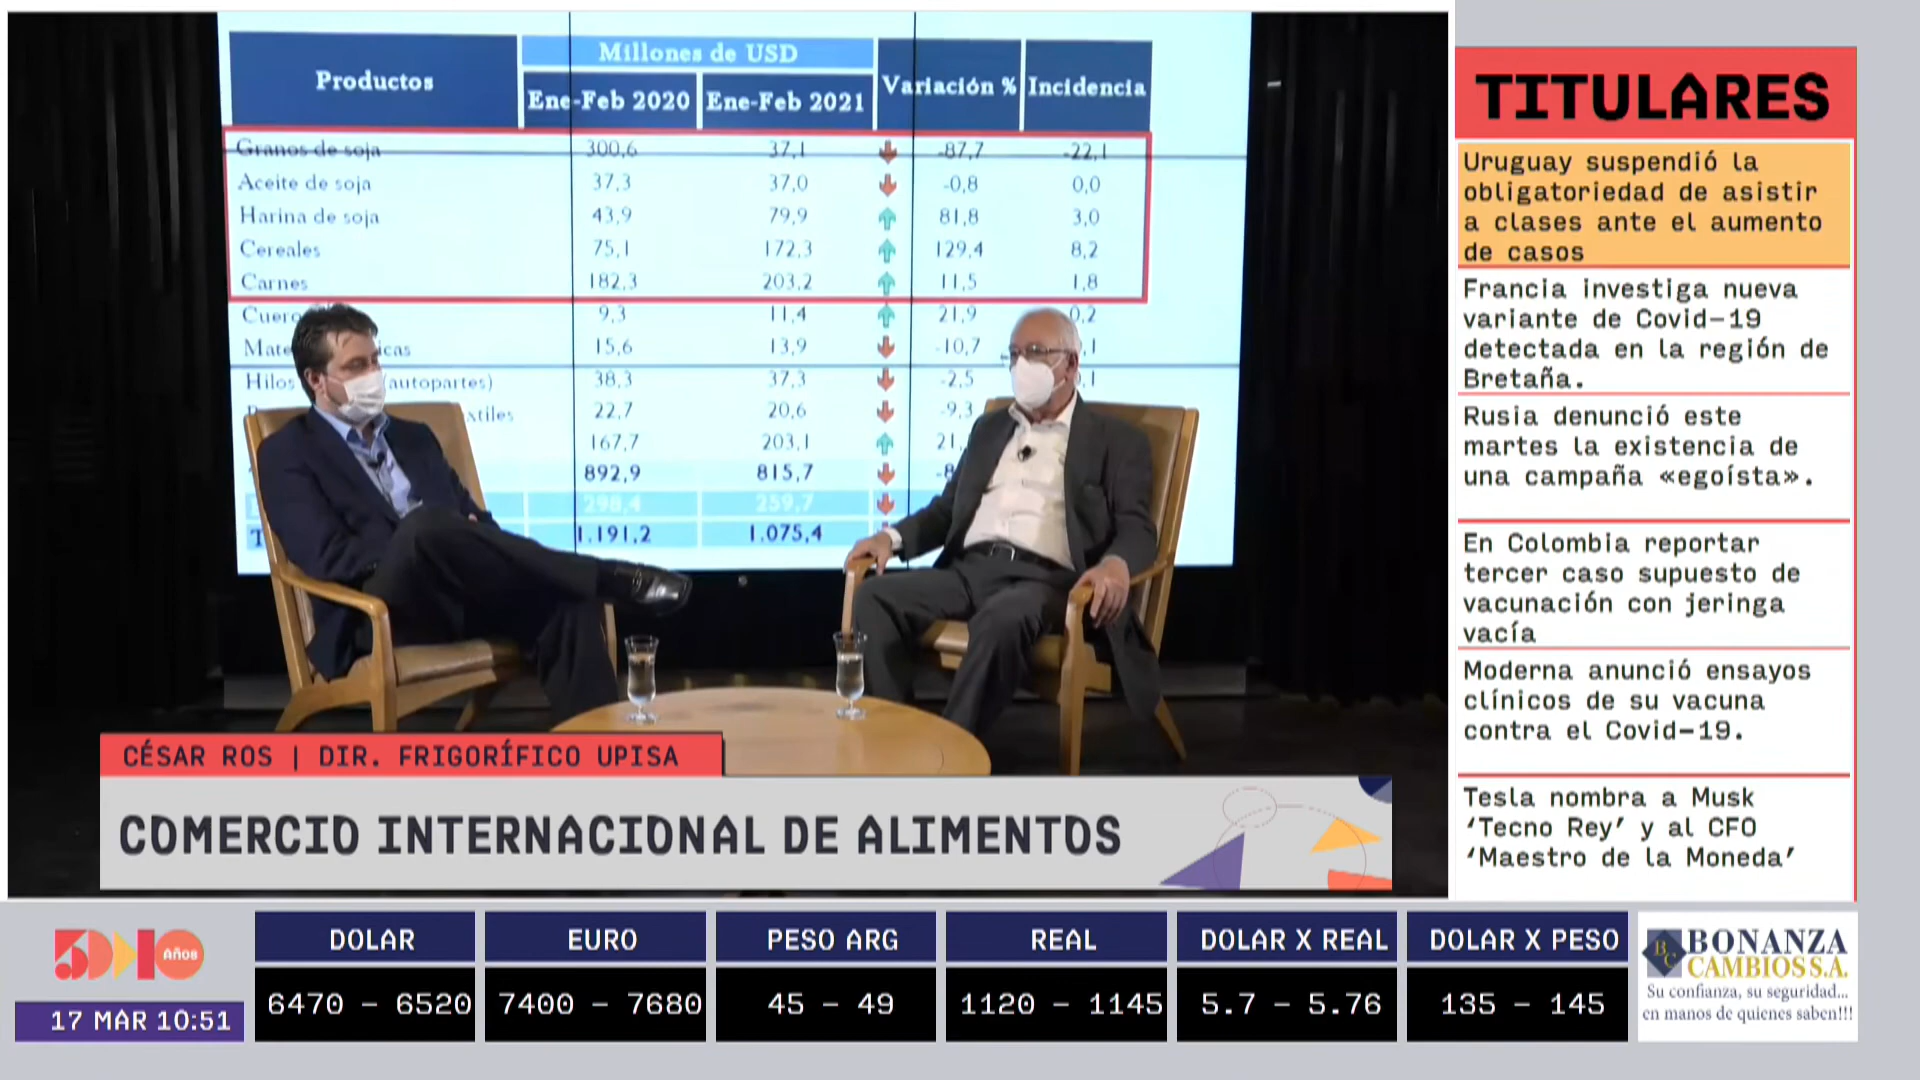 Productos
Millones de USD
Ene-Feb 2020
Ene-Feb 2021
Variación %
Incidencia
Granos de soja 300,6 37,1 -87,7 -22,1
Aceite de soja 37,3 37,0 -0,8 0,0
Harina de soja 43,9 79,9 81,8 3,0
Cereales 75,1 172,3 129,4 8,2
Carnes 182,3 203,2 11,5 1,8
9,3 11,4 21,9 0,2
15,6 13,9 -10,7
Hilos (autopartes) 38,3 37,3 -2,5
22,7 20,6 -9,3
167,7 203,1
892,9 815,7
298,4 259,7
1.191,2 1.075,4
CÉSAR ROS | DIR. FRIGORÍFICO UPISA
COMERCIO INTERNACIONAL DE ALIMENTOS
TITULARES
Uruguay suspendió la
obligatoriedad de asistir
a clases ante el aumento
de casos
Francia investiga nueva
variante de Covid-19
detectada en la región de
Bretaña.
Rusia denunció este
martes la existencia de
una campaña «egoísta».
En Colombia reportar
tercer caso supuesto de
vacunación con jeringa
vacía
Moderna anunció ensayos
clínicos de su vacuna
contra el Covid-19.
Tesla nombra a Musk
‘Tecno Rey’ y al CFO
‘Maestro de la Moneda’
5D 10 Años
17 MAR 10:51
DOLAR
6470 - 6520
EURO
7400 - 7680
PESO ARG
45 - 49
REAL
1120 - 1145
DOLAR X REAL
5.7 - 5.76
DOLAR X PESO
135 - 145
BC BONANZA
CAMBIOS S.A.
Su confianza, su seguridad...
en manos de quienes saben!!!